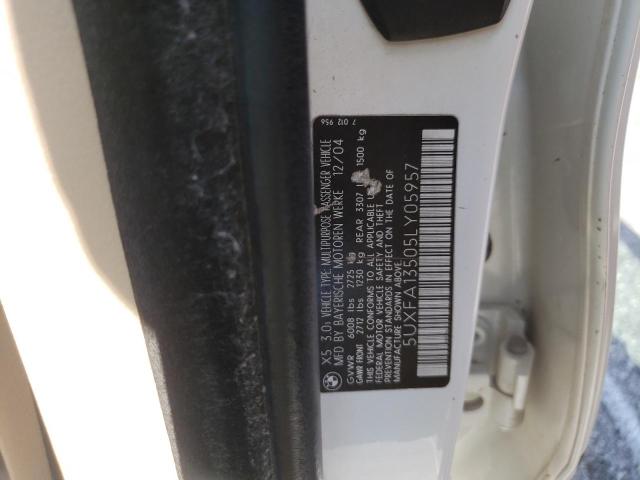 7 012 956
X5 3.0i VEHICLE TYPE: MULTIPURPOSE PASSENGER VEHICLE
MFD BY BAYERISCHE MOTOREN WERKE 12/04
GVWR 6008 lbs 2725 kg
GAWR FRONT 2712 lbs 1230 kg REAR 3307 1500 kg
THIS VEHICLE CONFORMS TO ALL APPLICABLE
FEDERAL MOTOR VEHICLE SAFETY AND THEFT
PREVENTION STANDARDS IN EFFECT ON THE DATE OF
MANUFACTURE SHOWN ABOVE.
5UXFA13505LY05957